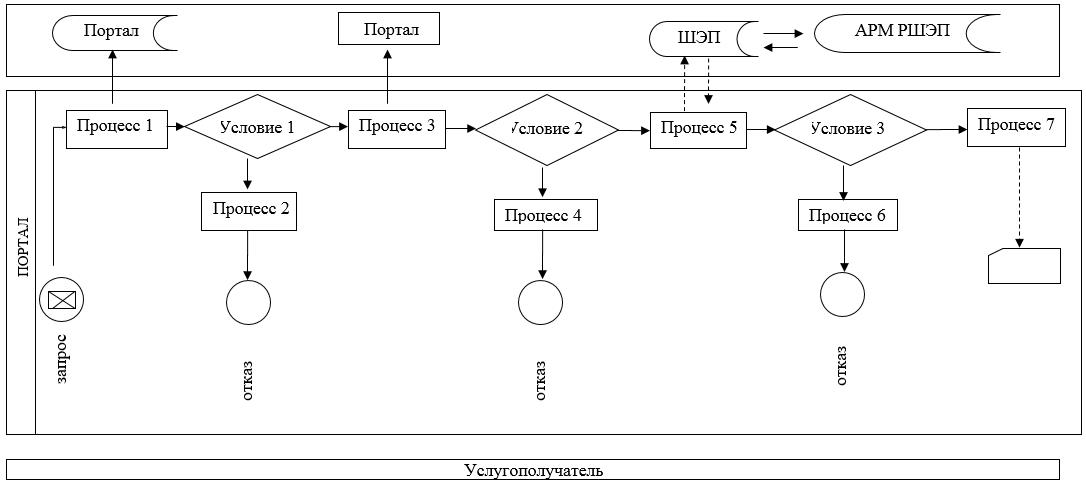 Портал
Портал
ШЭП
АРМ РШЭП
ПОРТАЛ
Процесс 1
Условие 1
Процесс 3
Условие 2
Процесс 5
Условие 3
Процесс 7
Процесс 2
Процесс 4
Процесс 6
запрос
отказ
отказ
отказ
Услугополучатель